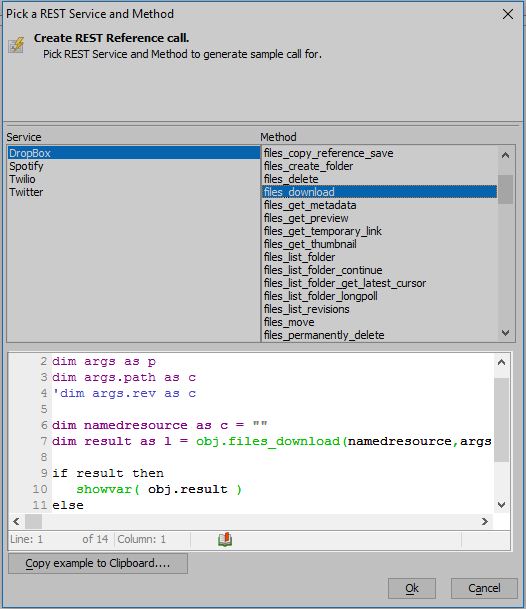 Pick a REST Service and Method
Create REST Reference call.
Pick REST Service and Method to generate sample call for.
Service
DropBox
Spotify
Twilio
Twitter
Method
files_copy_reference_save
files_create_folder
files_delete
files_download
files_get_metadata
files_get_preview
files_get_temporary_link
files_get_thumbnail
files_list_folder
files_list_folder_continue
files_list_folder_get_latest_cursor
files_list_folder_longpoll
files_list_revisions
files_move
files_permanently_delete
2 dim args as p
3 dim args.path as c
4 'dim args.rev as c
5
6 dim namedresource as c = ""
7 dim result as l = obj.files_download(namedresource,args
8
9 if result then
10 showvar( obj.result )
11 else
Line: 1 of 14 Column: 1
Copy example to Clipboard....
Ok Cancel